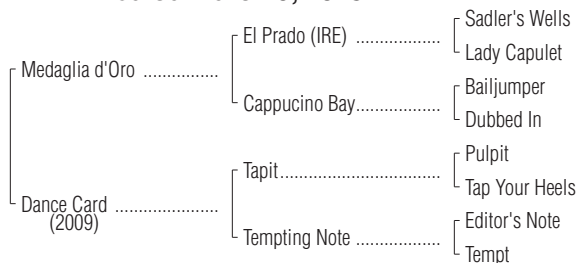 Sadler's Wells
El Prado (IRE) ...................
Lady Capulet
Medaglia d'Oro ................
Bailjumper
Cappucino Bay...................
Dubbed In
Pulpit
Tapit....................................
Tap Your Heels
Dance Card ......................
(2009)
Editor's Note
Tempting Note ...................
Tempt